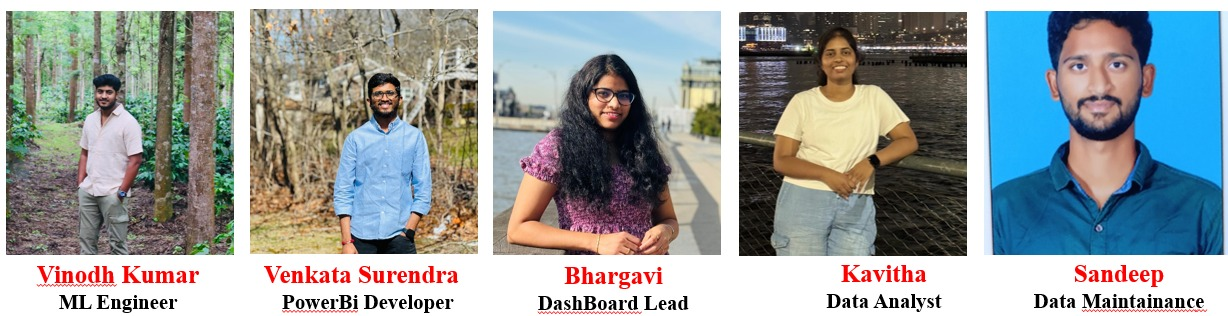 Vinodh Kumar
ML Engineer
Venkata Surendra
PowerBi Developer
Bhargavi
DashBoard Lead
Kavitha
Data Analyst
Sandeep
Data Maintainance